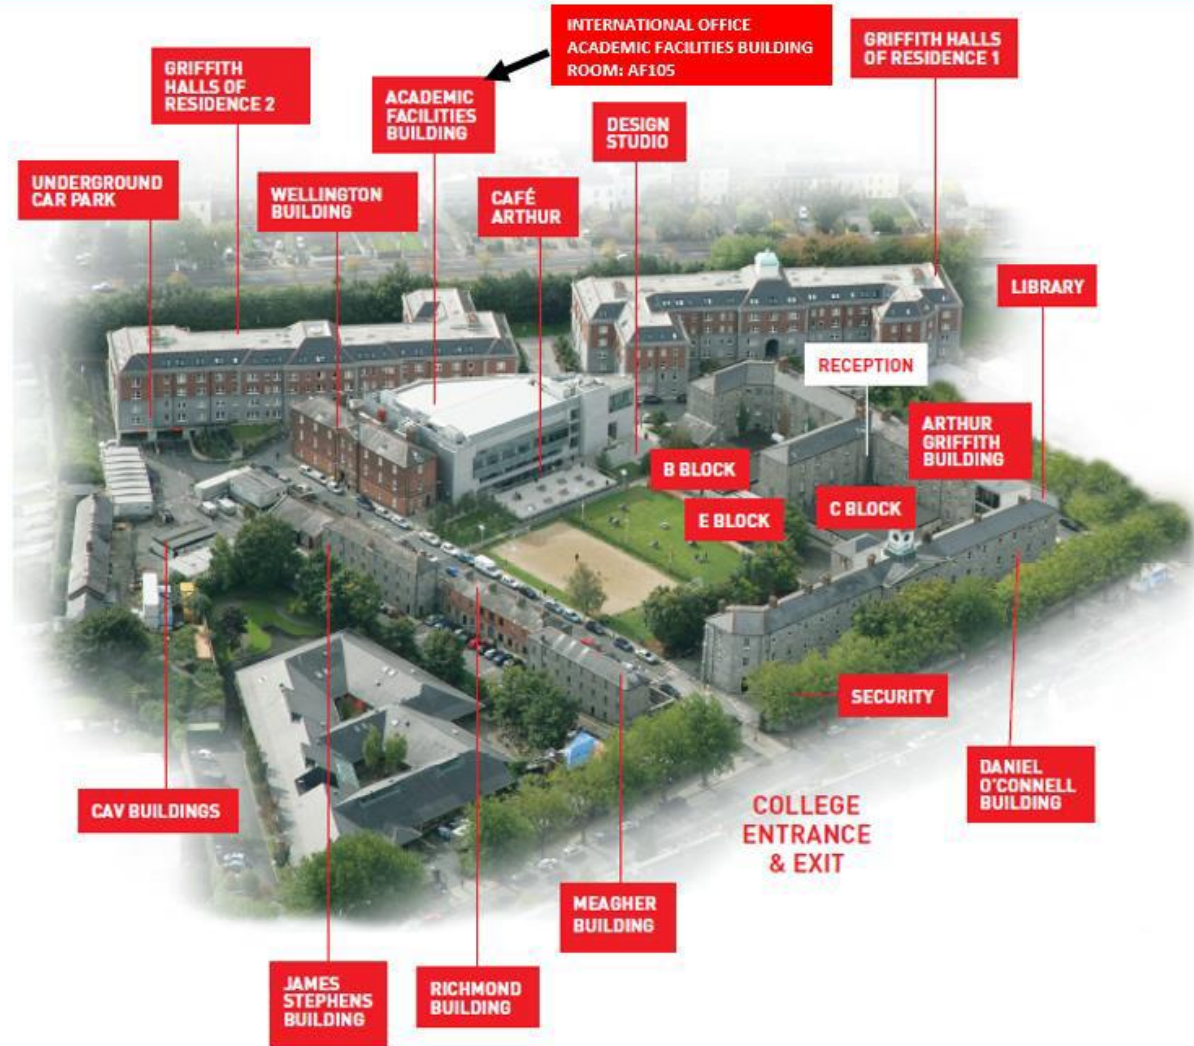 INTERNATIONAL OFFICE
ACADEMIC FACILITIES BUILDING
ROOM: AF105
GRIFFITH HALLS
OF RESIDENCE 1
GRIFFITH
HALLS OF
RESIDENCE 2
ACADEMIC
FACILITIES
BUILDING
DESIGN
STUDIO
UNDERGROUND
CAR PARK
WELLINGTON
BUILDING
CAFÉ
ARTHUR
LIBRARY
RECEPTION
ARTHUR
GRIFFITH
BUILDING
B BLOCK
E BLOCK
C BLOCK
SECURITY
DANIEL
O'CONNELL
BUILDING
CAV BUILDINGS
COLLEGE
ENTRANCE
& EXIT
MEAGHER
BUILDING
JAMES
STEPHENS
BUILDING
RICHMOND
BUILDING